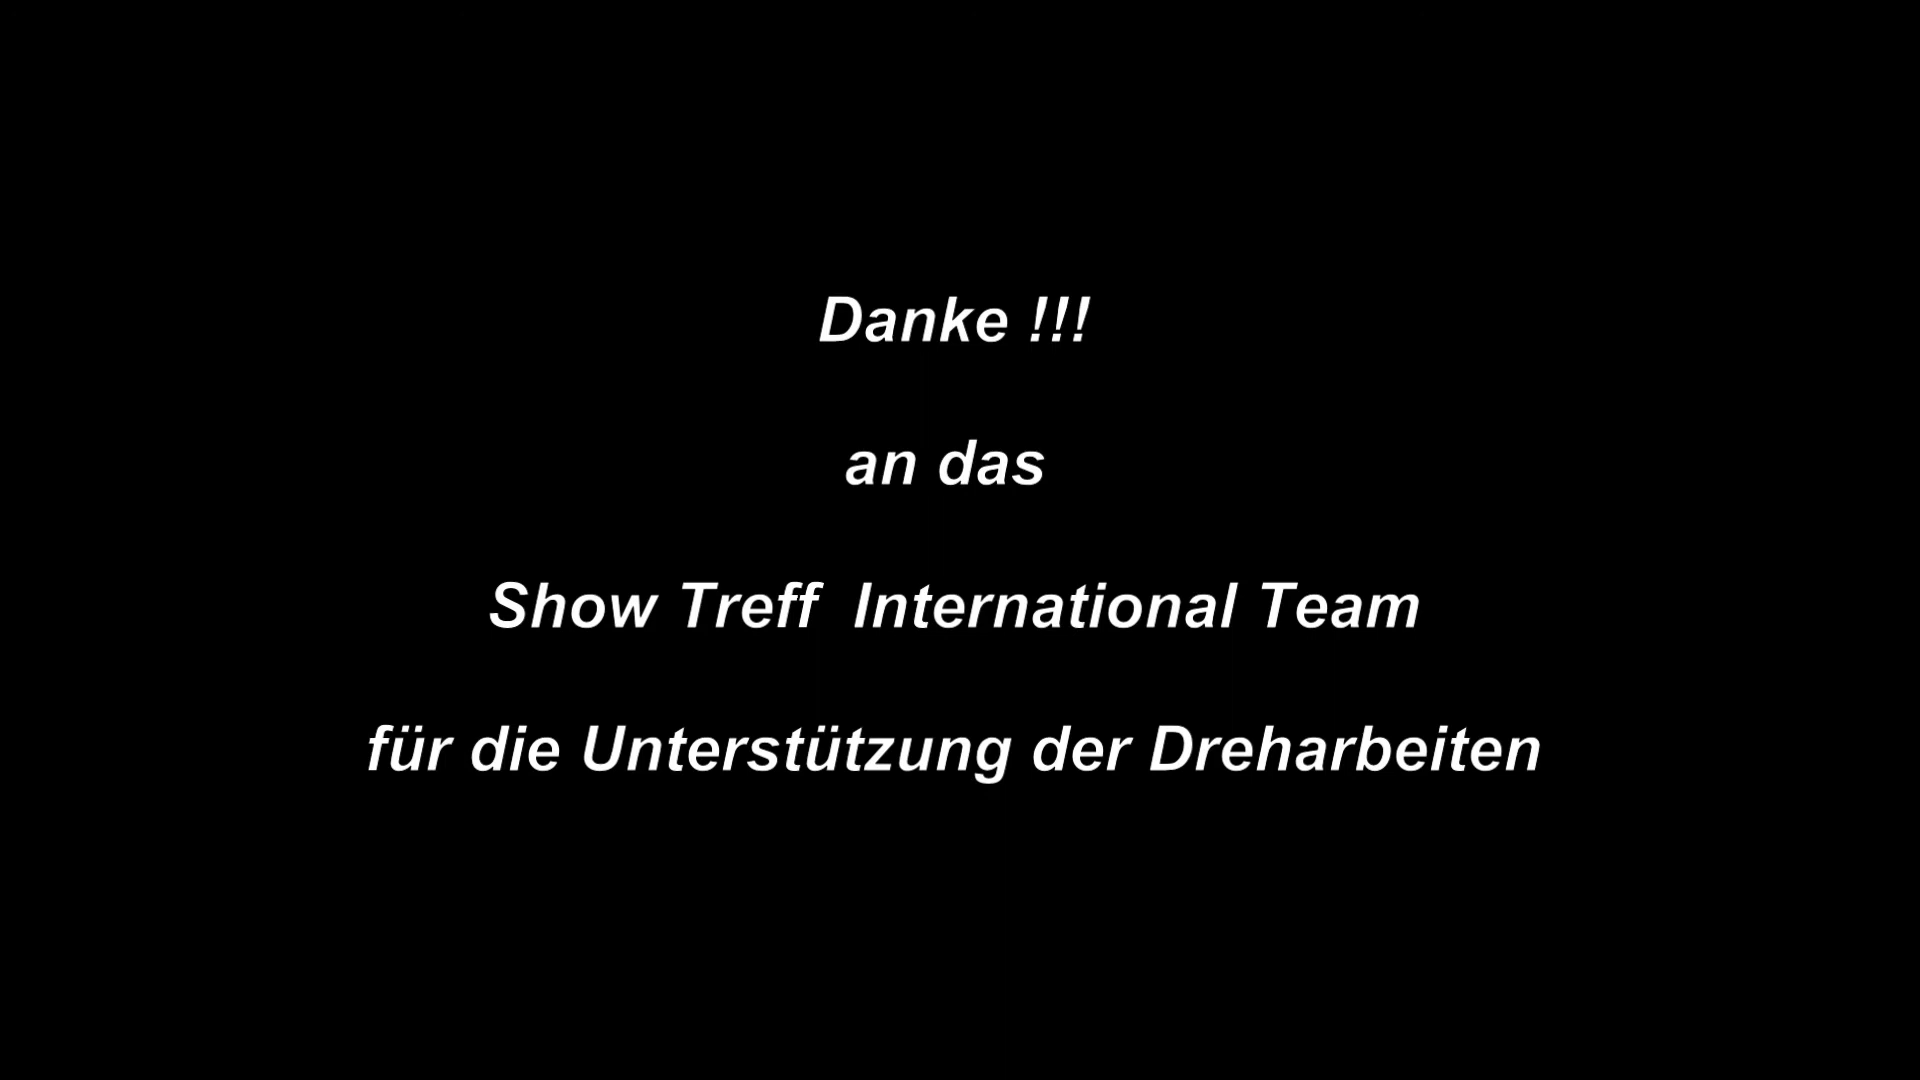 Danke !!!
an das
Show Treff  International Team
für die Unterstützung der Dreharbeiten